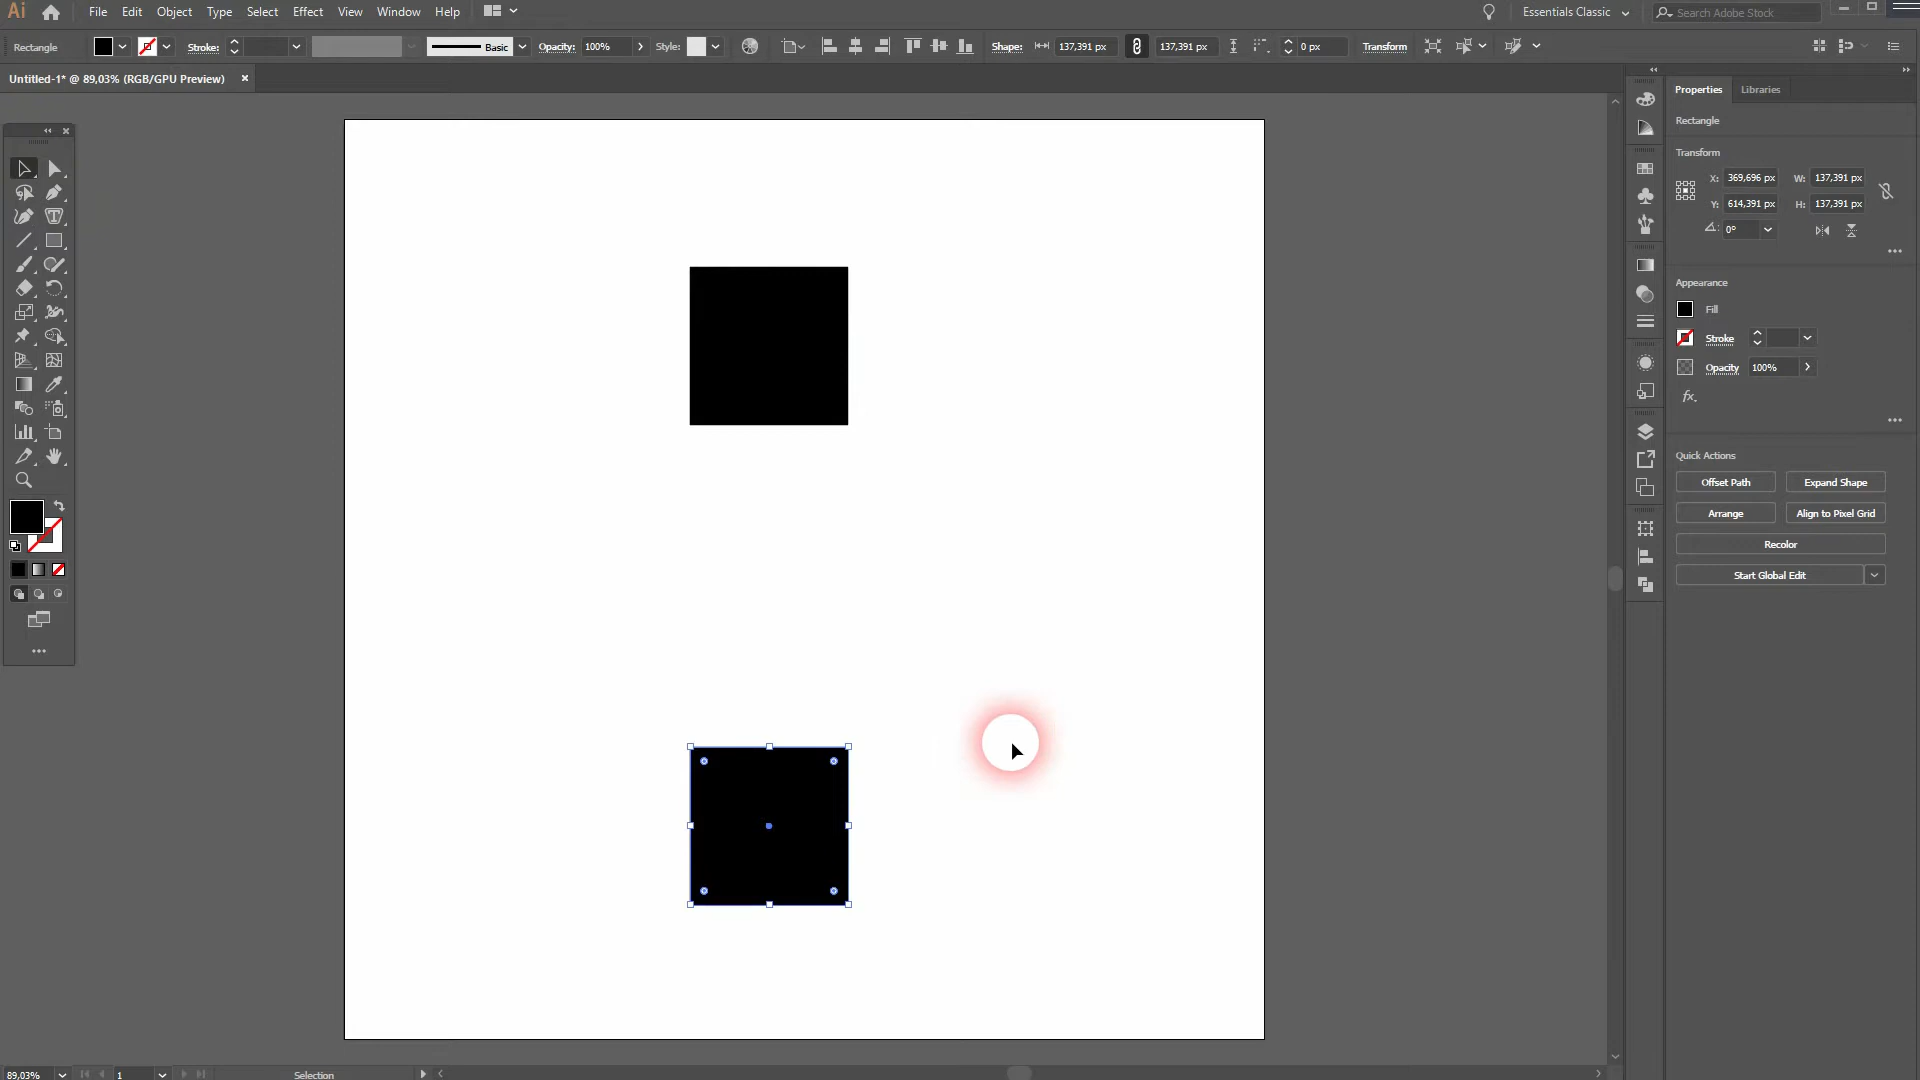 Ai File Edit Object Type Select Effect View Window Help Essentials Classic Search Adobe Stock
Rectangle Stroke: Basic Opacity: 100% Style: Shape: 137,391 px 137,391 px 0 px Transform
Untitled-1* @ 89,03% (RGB/GPU Preview) ×
Properties Libraries
Rectangle
Transform
X: 369,696 px W: 137,391 px
Y: 614,391 px H: 137,391 px
0°
Appearance
Fill
Stroke
Opacity 100%
fx.
Quick Actions
Offset Path Expand Shape
Arrange Align to Pixel Grid
Recolor
Start Global Edit
89,03% 1 Selection